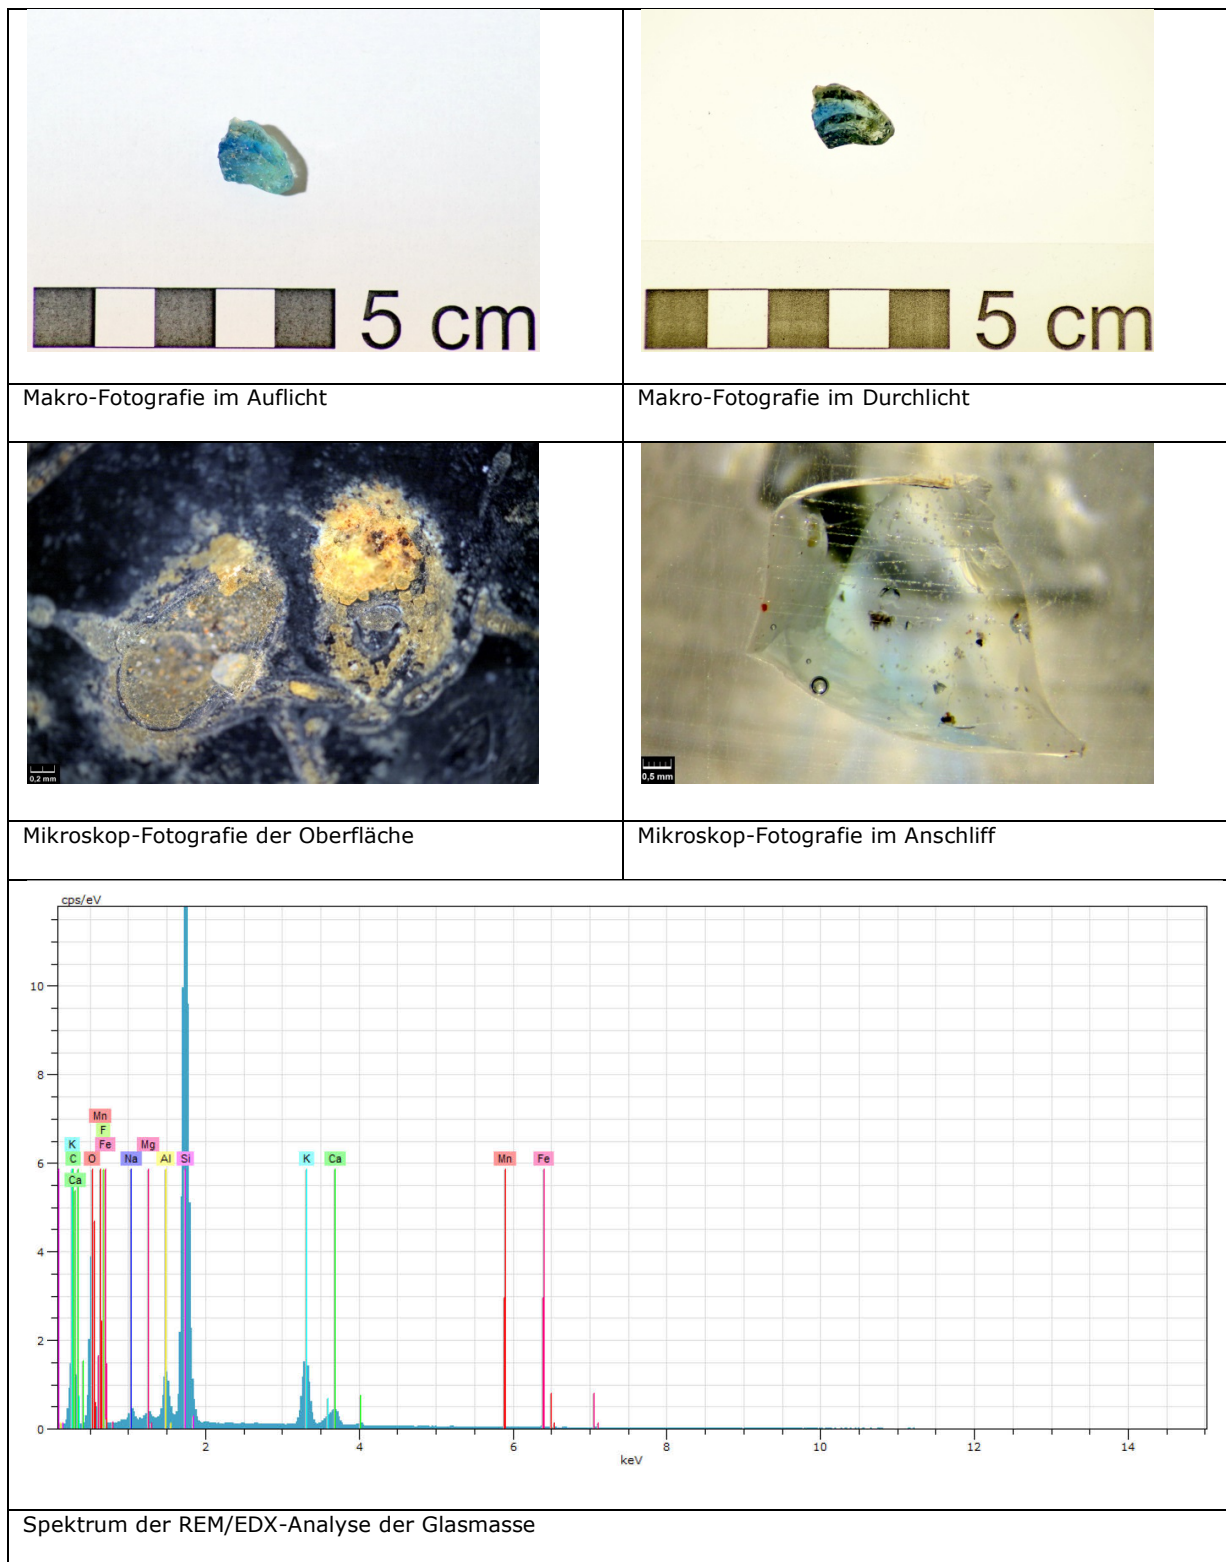 5 cm
5 cm
Makro-Fotografie im Auflicht
Makro-Fotografie im Durchlicht
0,2 mm
0,5 mm
Mikroskop-Fotografie der Oberfläche
Mikroskop-Fotografie im Anschliff
cps/eV
10
8
6
4
2
0
Mn
F
K
Fe
Mg
C
O
Na
Al
Si
K
Ca
Mn
Fe
Ca
2
4
6
8
10
12
14
keV
Spektrum der REM/EDX-Analyse der Glasmasse